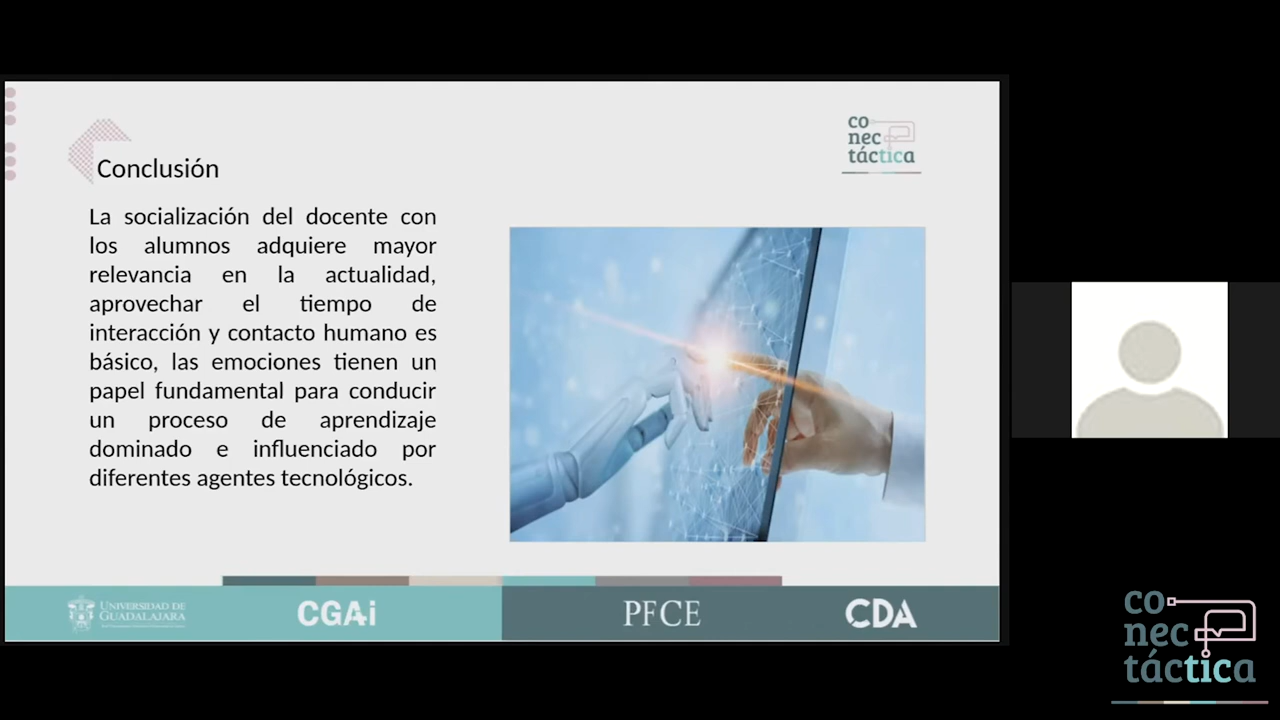 co
nec
táctica
Conclusión
La socialización del docente con
los alumnos adquiere mayor
relevancia en la actualidad,
aprovechar el tiempo de
interacción y contacto humano es
básico, las emociones tienen un
papel fundamental para conducir
un proceso de aprendizaje
dominado e influenciado por
diferentes agentes tecnológicos.
UNIVERSIDAD DE
GUADALAJARA
CGAi
PFCE
CDA
co
nec
táctica